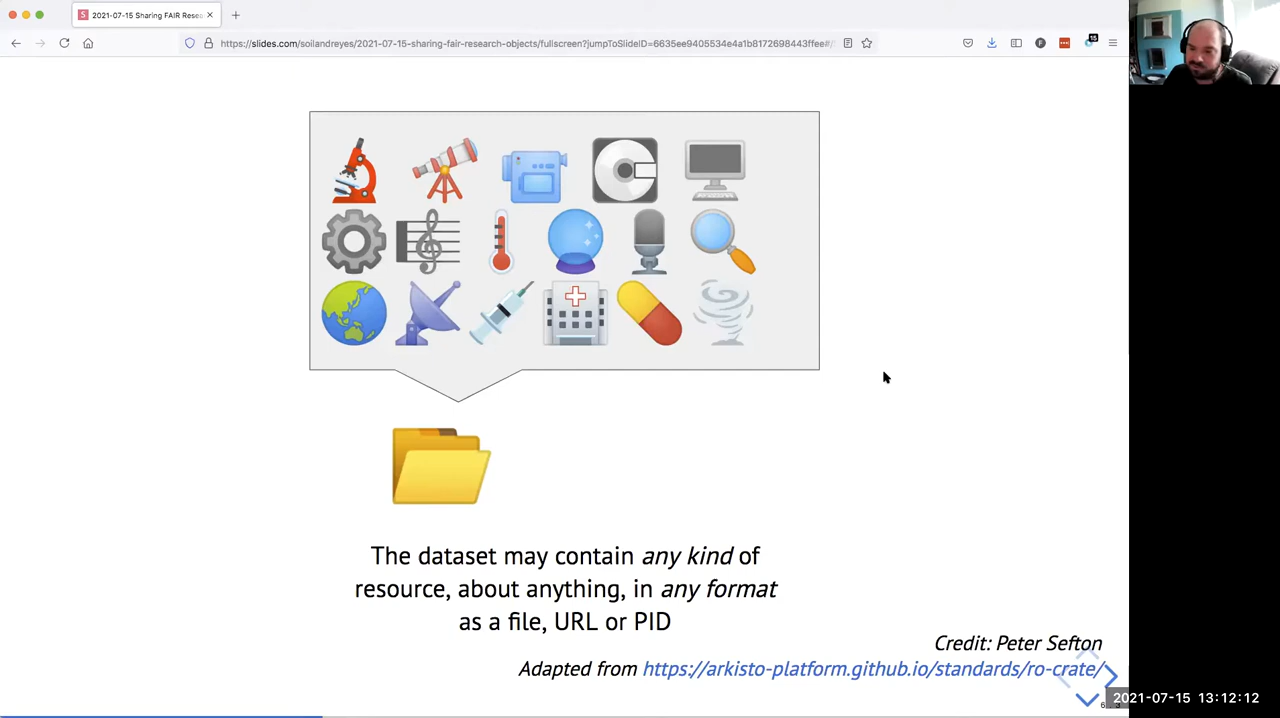 2021-07-15 Sharing FAIR Resea
https://slides.com/soilandreyes/2021-07-15-sharing-fair-research-objects/fullscreen?jumpToSlideID=6635ee9405534e4a1b8172698443ffee#/
15
The dataset may contain any kind of
resource, about anything, in any format
as a file, URL or PID
Credit: Peter Sefton
Adapted from https://arkisto-platform.github.io/standards/ro-crate/
2021-07-15 13:12:12